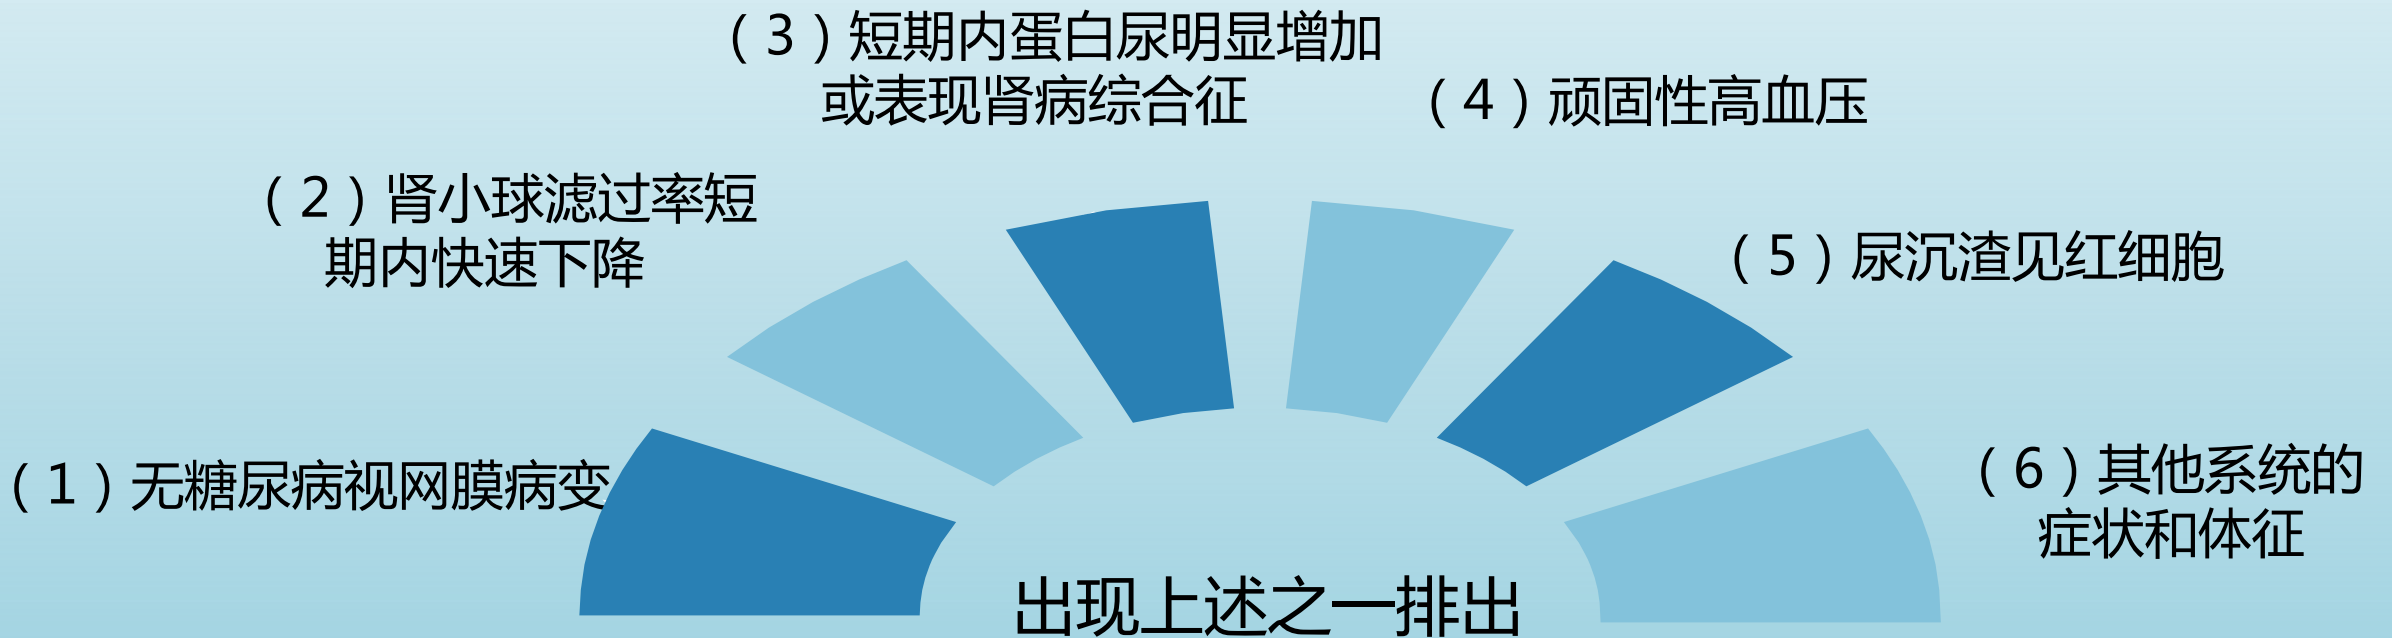 （3）短期内蛋白尿明显增加
或表现肾病综合征
（4）顽固性高血压
（2）肾小球滤过率短
期内快速下降
（5）尿沉渣见红细胞
（1）无糖尿病视网膜病变
（6）其他系统的
症状和体征
出现上述之一排出